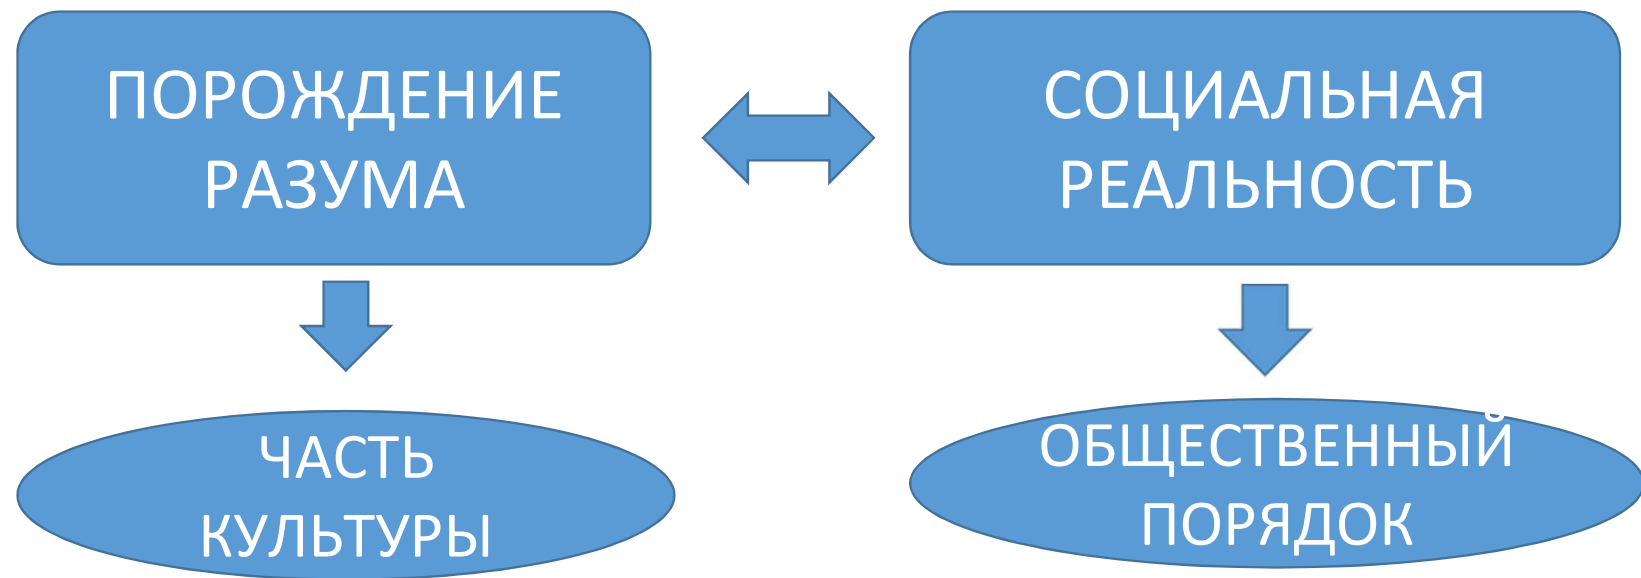 ПОРОЖДЕНИЕ
РАЗУМА
СОЦИАЛЬНАЯ
РЕАЛЬНОСТЬ
ЧАСТЬ
КУЛЬТУРЫ
ОБЩЕСТВЕННЫЙ
ПОРЯДОК